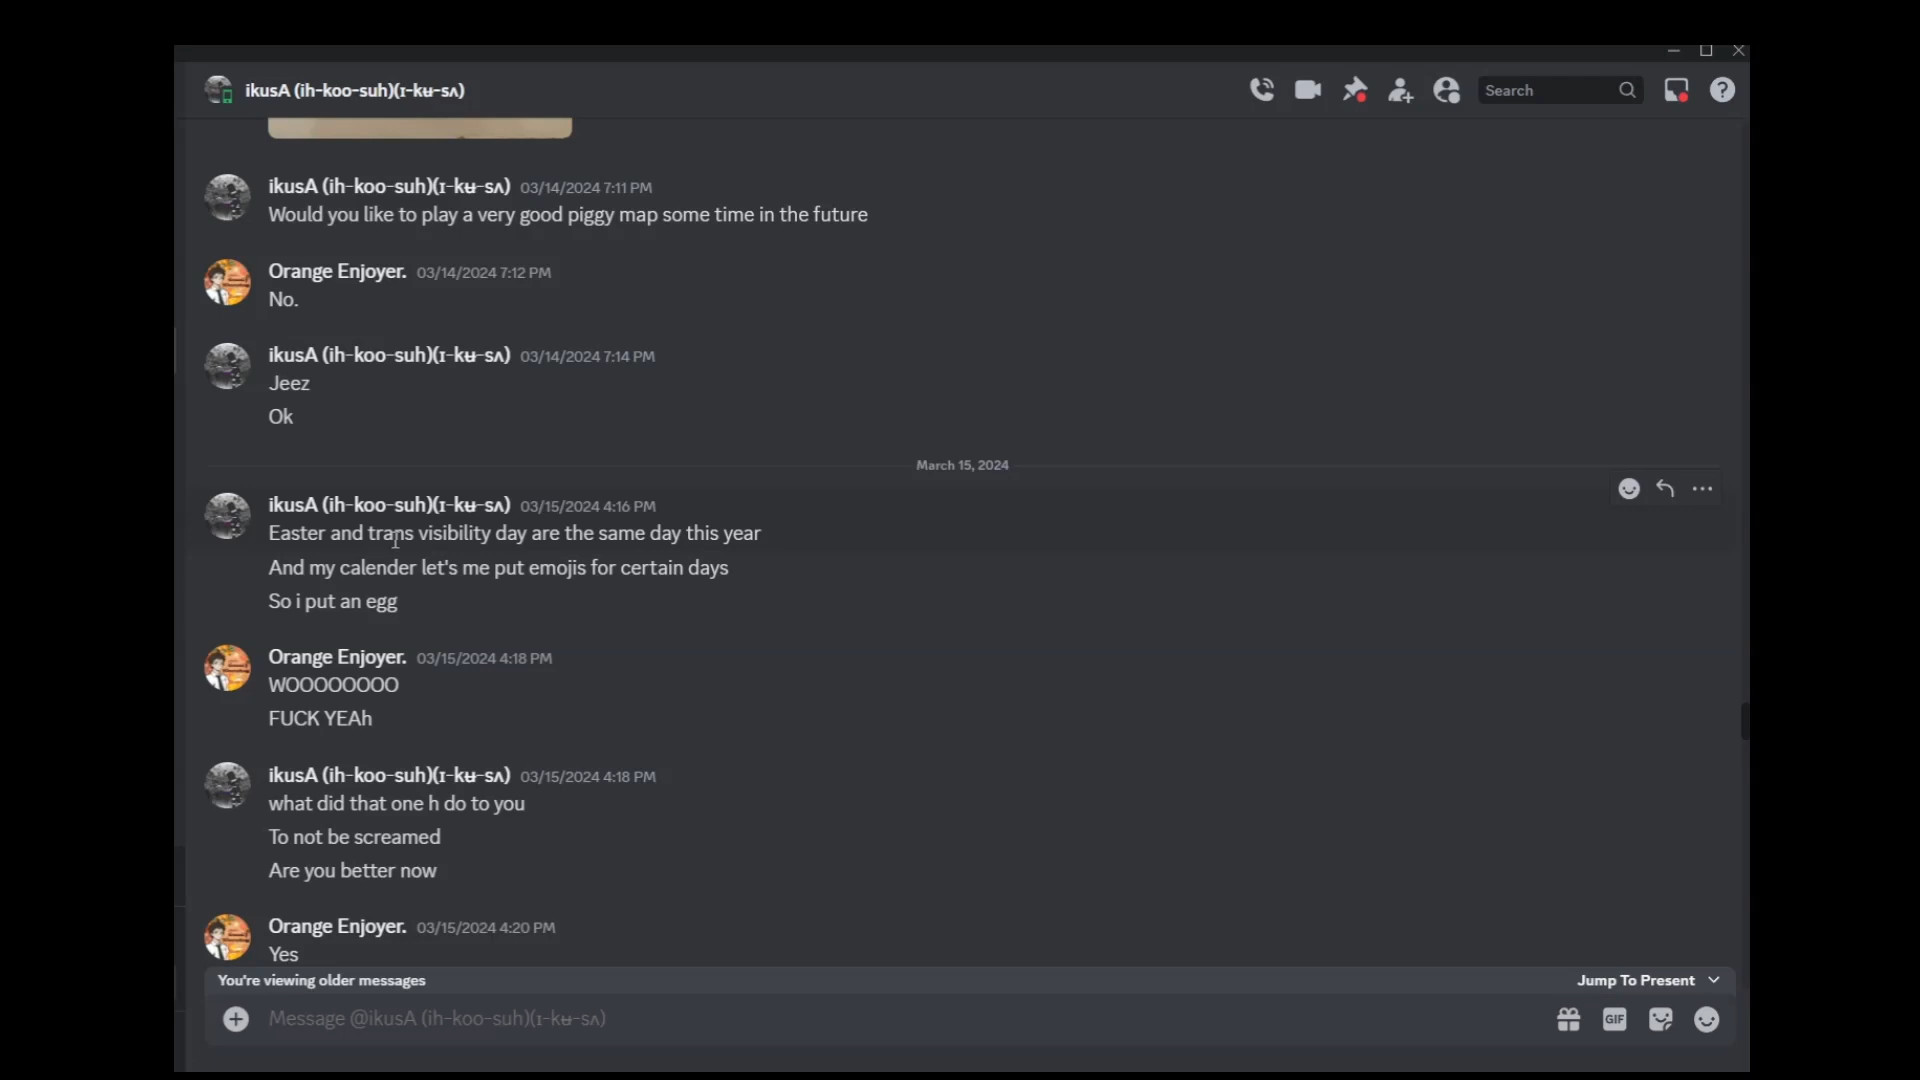 ikusA (ih-koo-suh)(ɪ-kʉ-sʌ)
Search
ikusA (ih-koo-suh)(ɪ-kʉ-sʌ) 03/14/2024 7:11 PM
Would you like to play a very good piggy map some time in the future
Orange Enjoyer. 03/14/2024 7:12 PM
No.
ikusA (ih-koo-suh)(ɪ-kʉ-sʌ) 03/14/2024 7:14 PM
Jeez
Ok
March 15, 2024
ikusA (ih-koo-suh)(ɪ-kʉ-sʌ) 03/15/2024 4:16 PM
Easter and trans visibility day are the same day this year
And my calender let's me put emojis for certain days
So i put an egg
Orange Enjoyer. 03/15/2024 4:18 PM
WOOOOOOOO
FUCK YEAh
ikusA (ih-koo-suh)(ɪ-kʉ-sʌ) 03/15/2024 4:18 PM
what did that one h do to you
To not be screamed
Are you better now
Orange Enjoyer. 03/15/2024 4:20 PM
Yes
You're viewing older messages
Jump To Present
Message @ikusA (ih-koo-suh)(ɪ-kʉ-sʌ)
GIF